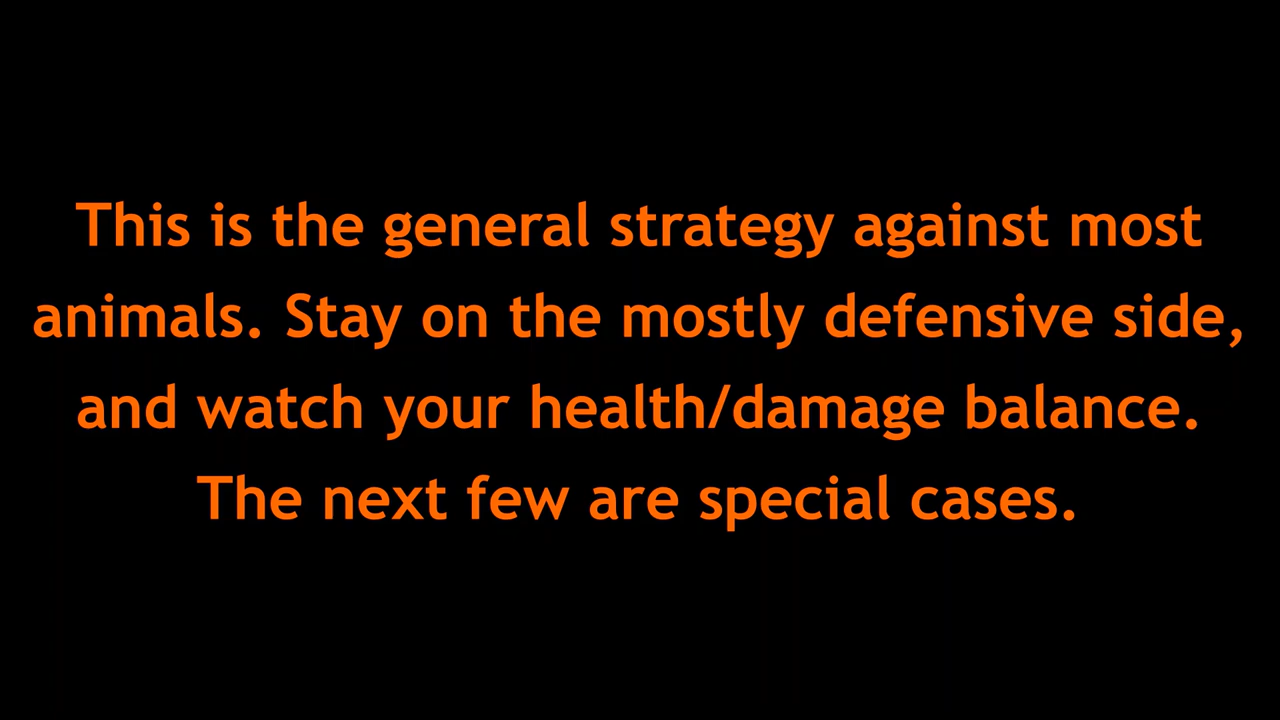 This is the general strategy against most
animals. Stay on the mostly defensive side,
and watch your health/damage balance.
The next few are special cases.